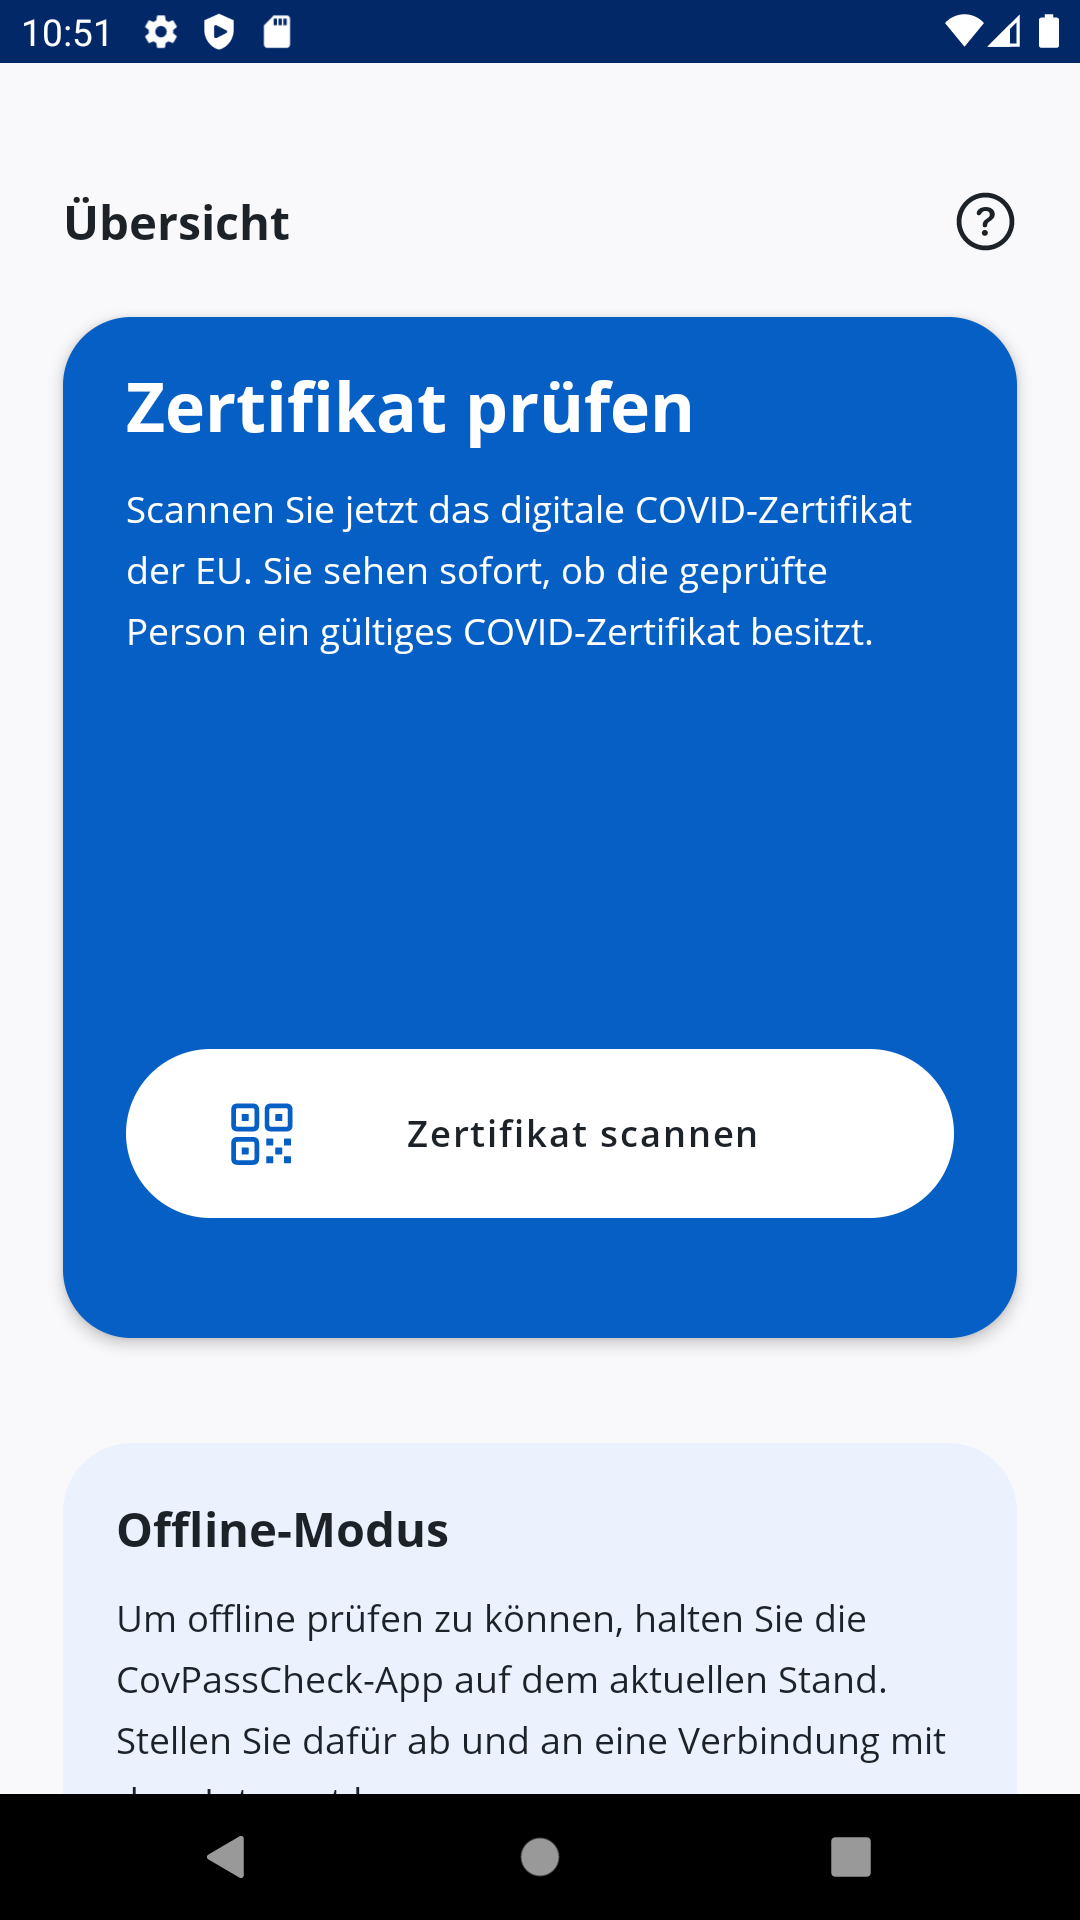 10:51
Übersicht
Zertifikat prüfen
Scannen Sie jetzt das digitale COVID-Zertifikat
der EU. Sie sehen sofort, ob die geprüfte
Person ein gültiges COVID-Zertifikat besitzt.
Zertifikat scannen
Offline-Modus
Um offline prüfen zu können, halten Sie die
CovPassCheck-App auf dem aktuellen Stand.
Stellen Sie dafür ab und an eine Verbindung mit